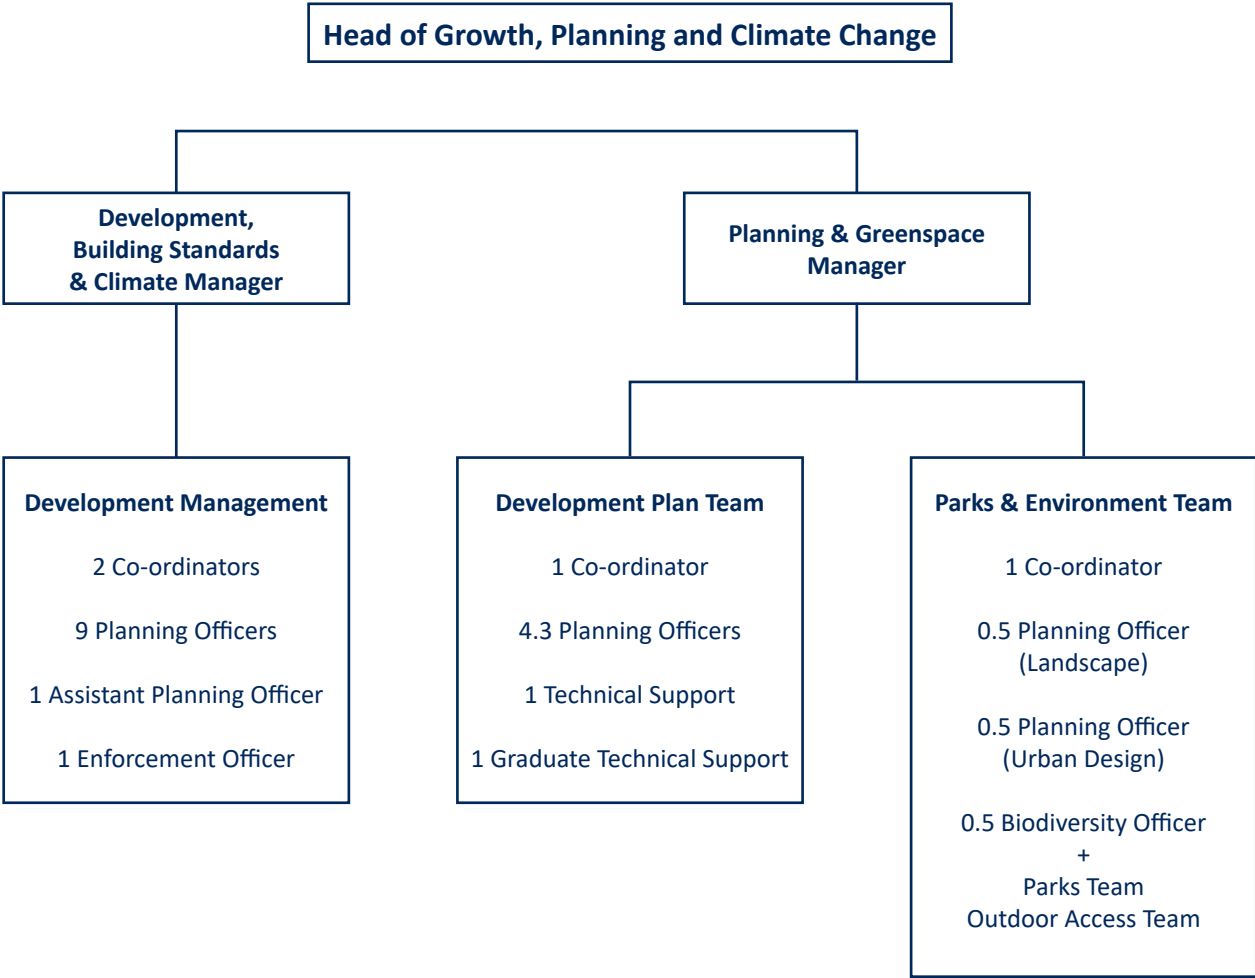 Head of Growth, Planning and Climate Change
Development,
Building Standards
& Climate Manager
Planning & Greenspace
Manager
Development Management
2 Co-ordinators
9 Planning Officers
1 Assistant Planning Officer
1 Enforcement Officer
Development Plan Team
1 Co-ordinator
4.3 Planning Officers
1 Technical Support
1 Graduate Technical Support
Parks & Environment Team
1 Co-ordinator
0.5 Planning Officer
(Landscape)
0.5 Planning Officer
(Urban Design)
0.5 Biodiversity Officer
+
Parks Team
Outdoor Access Team